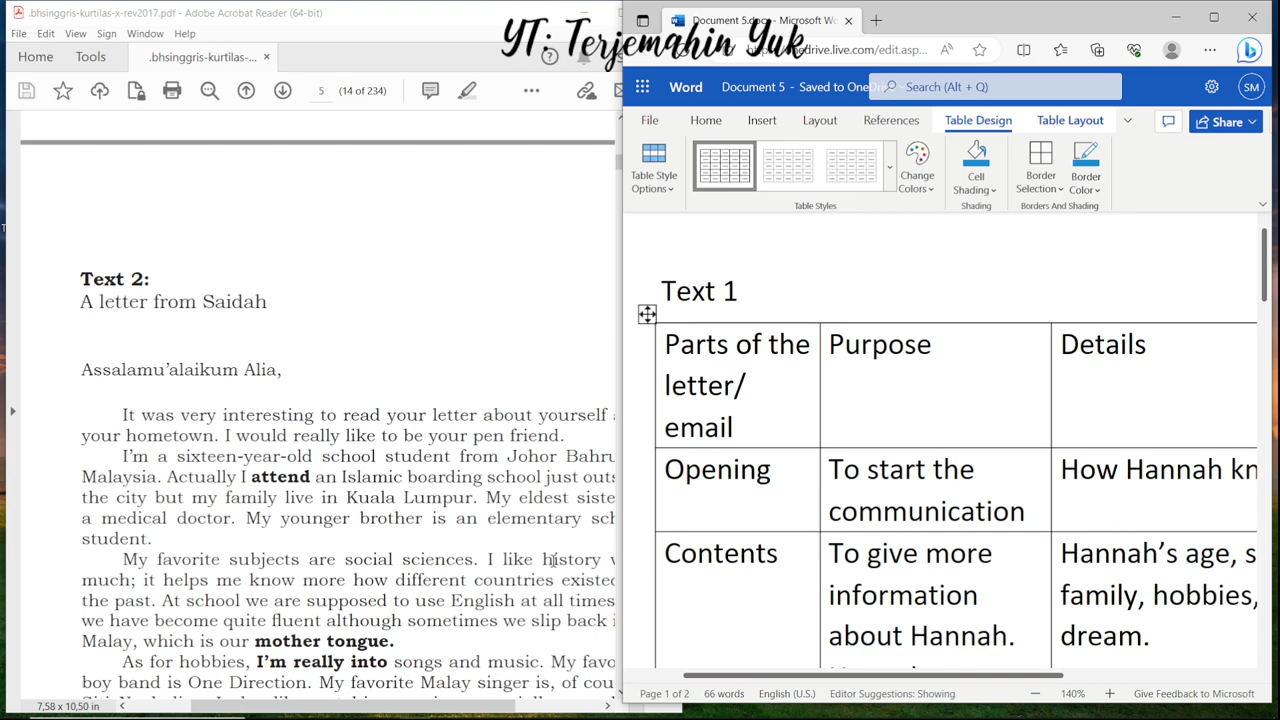 .bhsinggris-kurtilas-x-rev2017.pdf - Adobe Acrobat Reader (64-bit)
File Edit View Sign Window Help
Home Tools .bhsinggris-kurtilas-...
5 (14 of 234)
YT: Terjemahin Yuk
Text 2:
A letter from Saidah
Assalamu’alaikum Alia,
It was very interesting to read your letter about yourself
your hometown. I would really like to be your pen friend.
I’m a sixteen-year-old school student from Johor Bahru
Malaysia. Actually I attend an Islamic boarding school just outs
the city but my family live in Kuala Lumpur. My eldest siste
a medical doctor. My younger brother is an elementary sch
student.
My favorite subjects are social sciences. I like history
much; it helps me know more how different countries existed
the past. At school we are supposed to use English at all times
we have become quite fluent although sometimes we slip back
Malay, which is our mother tongue.
As for hobbies, I’m really into songs and music. My favo
boy band is One Direction. My favorite Malay singer is, of cou
7,58 x 10,50 in
Document 5.docx - Microsoft Wo
onedrive.live.com/edit.asp...
Word Document 5 - Saved to One Search (Alt + Q) SM
File Home Insert Layout References Table Design Table Layout Share
Table Style Options
Change Colors
Cell Shading
Border Selection
Border Color
Table Styles Shading Borders And Shading
Text 1
Parts of the letter/ email
Purpose
Details
Opening
To start the communication
How Hannah kn
Contents
To give more information about Hannah.
Hannah’s age, s
family, hobbies,
dream.
Page 1 of 2 66 words English (U.S.) Editor Suggestions: Showing 140% Give Feedback to Microsoft